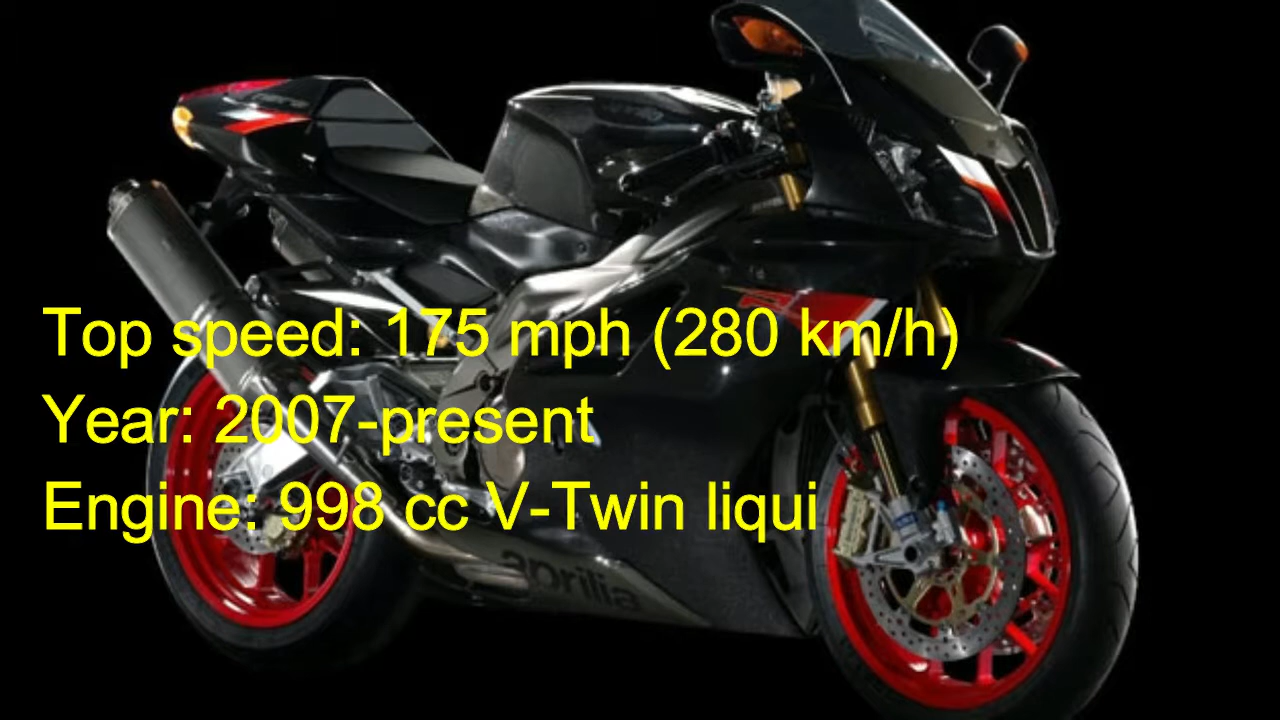 Top speed: 175 mph (280 km/h)
Year: 2007-present
Engine: 998 cc V-Twin liqui
aprilia